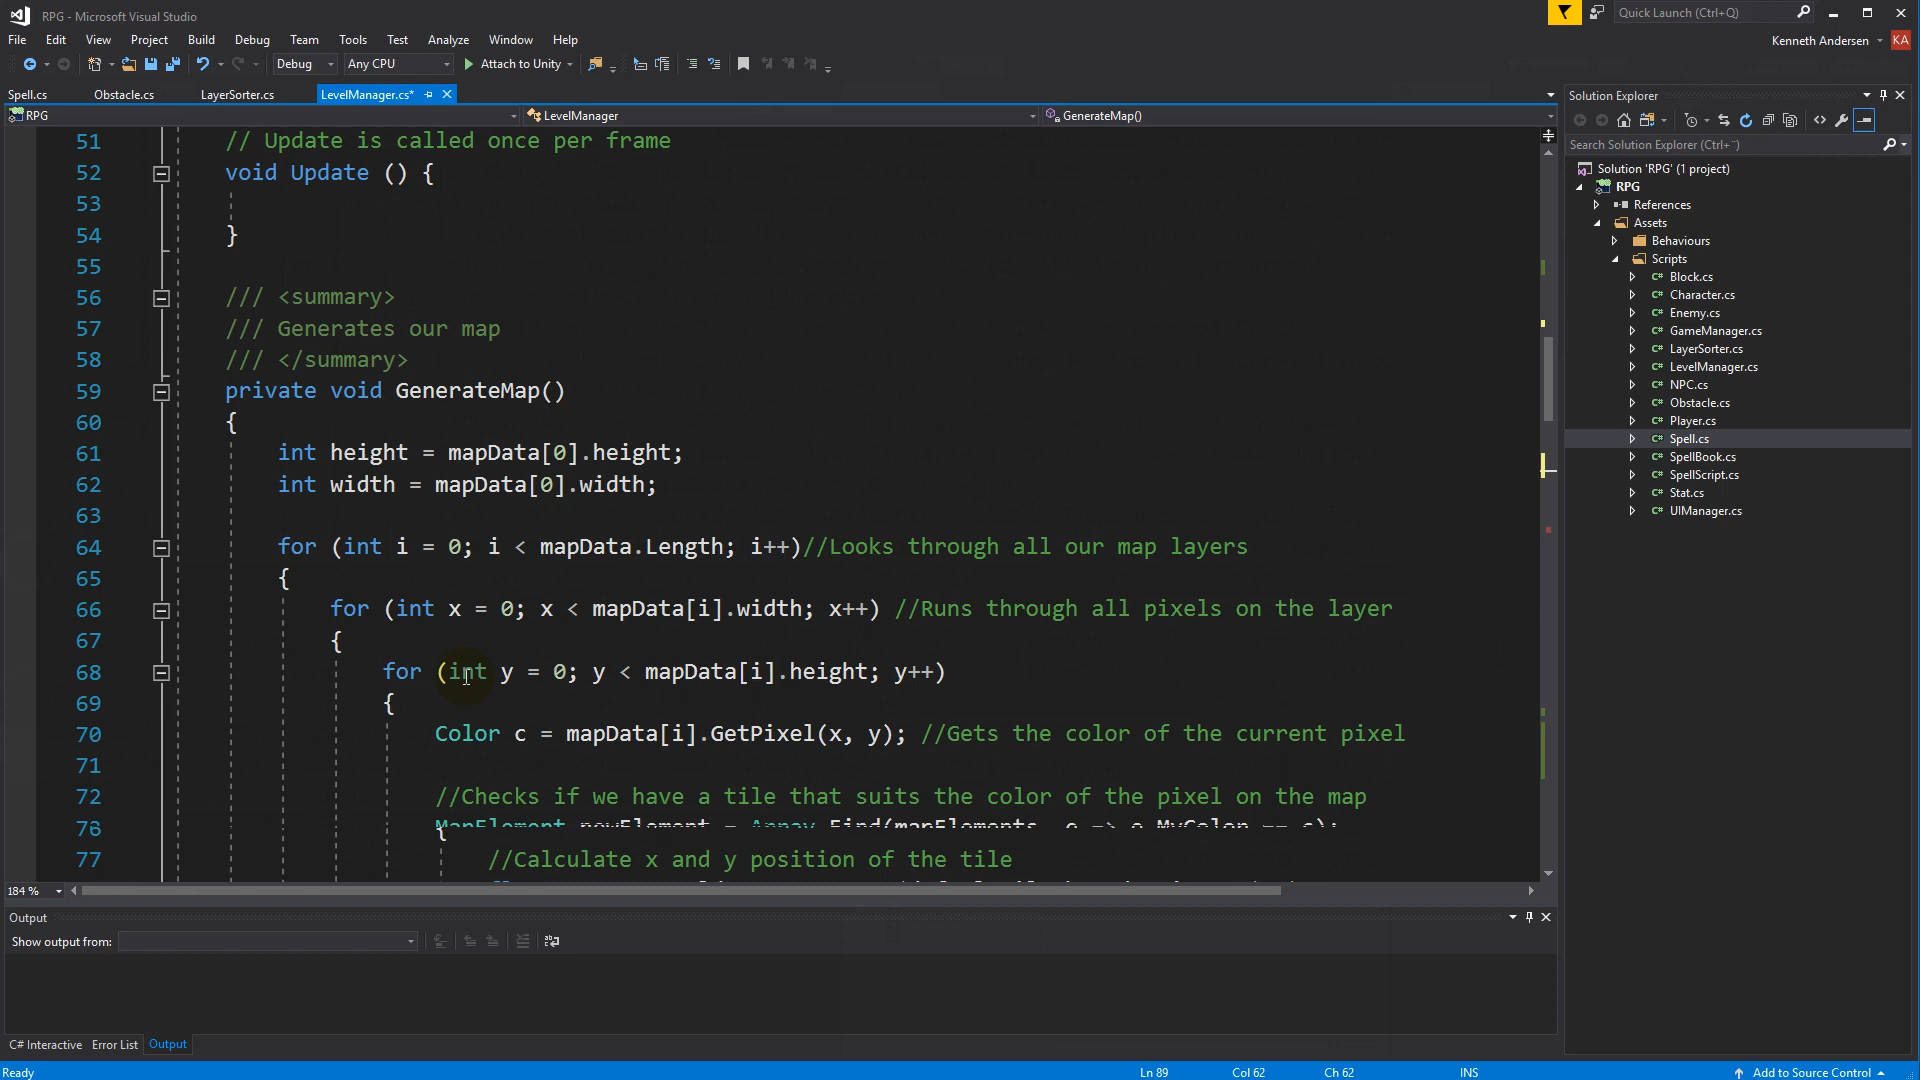 RPG - Microsoft Visual Studio
Quick Launch (Ctrl+Q)
File Edit View Project Build Debug Team Tools Test Analyze Window Help
Kenneth Andersen KA
Debug Any CPU Attach to Unity
Spell.cs Obstacle.cs LayerSorter.cs LevelManager.cs*
RPG LevelManager GenerateMap()
51 // Update is called once per frame
52 void Update () {
53
54 }
55
56 /// <summary>
57 /// Generates our map
58 /// </summary>
59 private void GenerateMap()
60 {
61 int height = mapData[0].height;
62 int width = mapData[0].width;
63
64 for (int i = 0; i < mapData.Length; i++)//Looks through all our map layers
65 {
66 for (int x = 0; x < mapData[i].width; x++) //Runs through all pixels on the layer
67 {
68 for (int y = 0; y < mapData[i].height; y++)
69 {
70 Color c = mapData[i].GetPixel(x, y); //Gets the color of the current pixel
71
72 //Checks if we have a tile that suits the color of the pixel on the map
76 {
MapElement newElement = Array.Find(mapElements, e => e.MyColor == c);
77 //Calculate x and y position of the tile
184 %
Output
Show output from:
C# Interactive Error List Output
Solution Explorer
Search Solution Explorer (Ctrl+¨)
Solution 'RPG' (1 project)
RPG
References
Assets
Behaviours
Scripts
C# Block.cs
C# Character.cs
C# Enemy.cs
C# GameManager.cs
C# LayerSorter.cs
C# LevelManager.cs
C# NPC.cs
C# Obstacle.cs
C# Player.cs
C# Spell.cs
C# SpellBook.cs
C# SpellScript.cs
C# Stat.cs
C# UIManager.cs
Ready Ln 89 Col 62 Ch 62 INS Add to Source Control